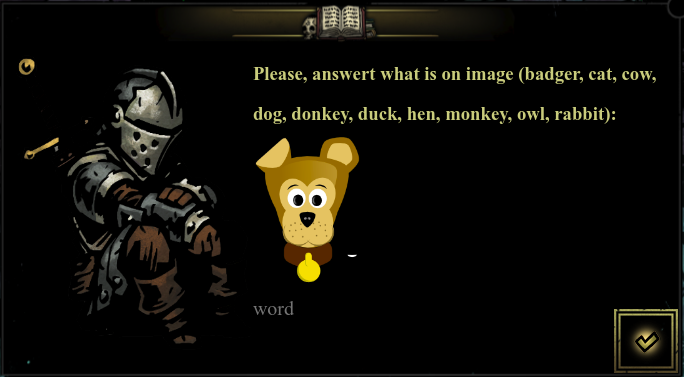 Please, answert what is on image (badger, cat, cow,
dog, donkey, duck, hen, monkey, owl, rabbit):
word